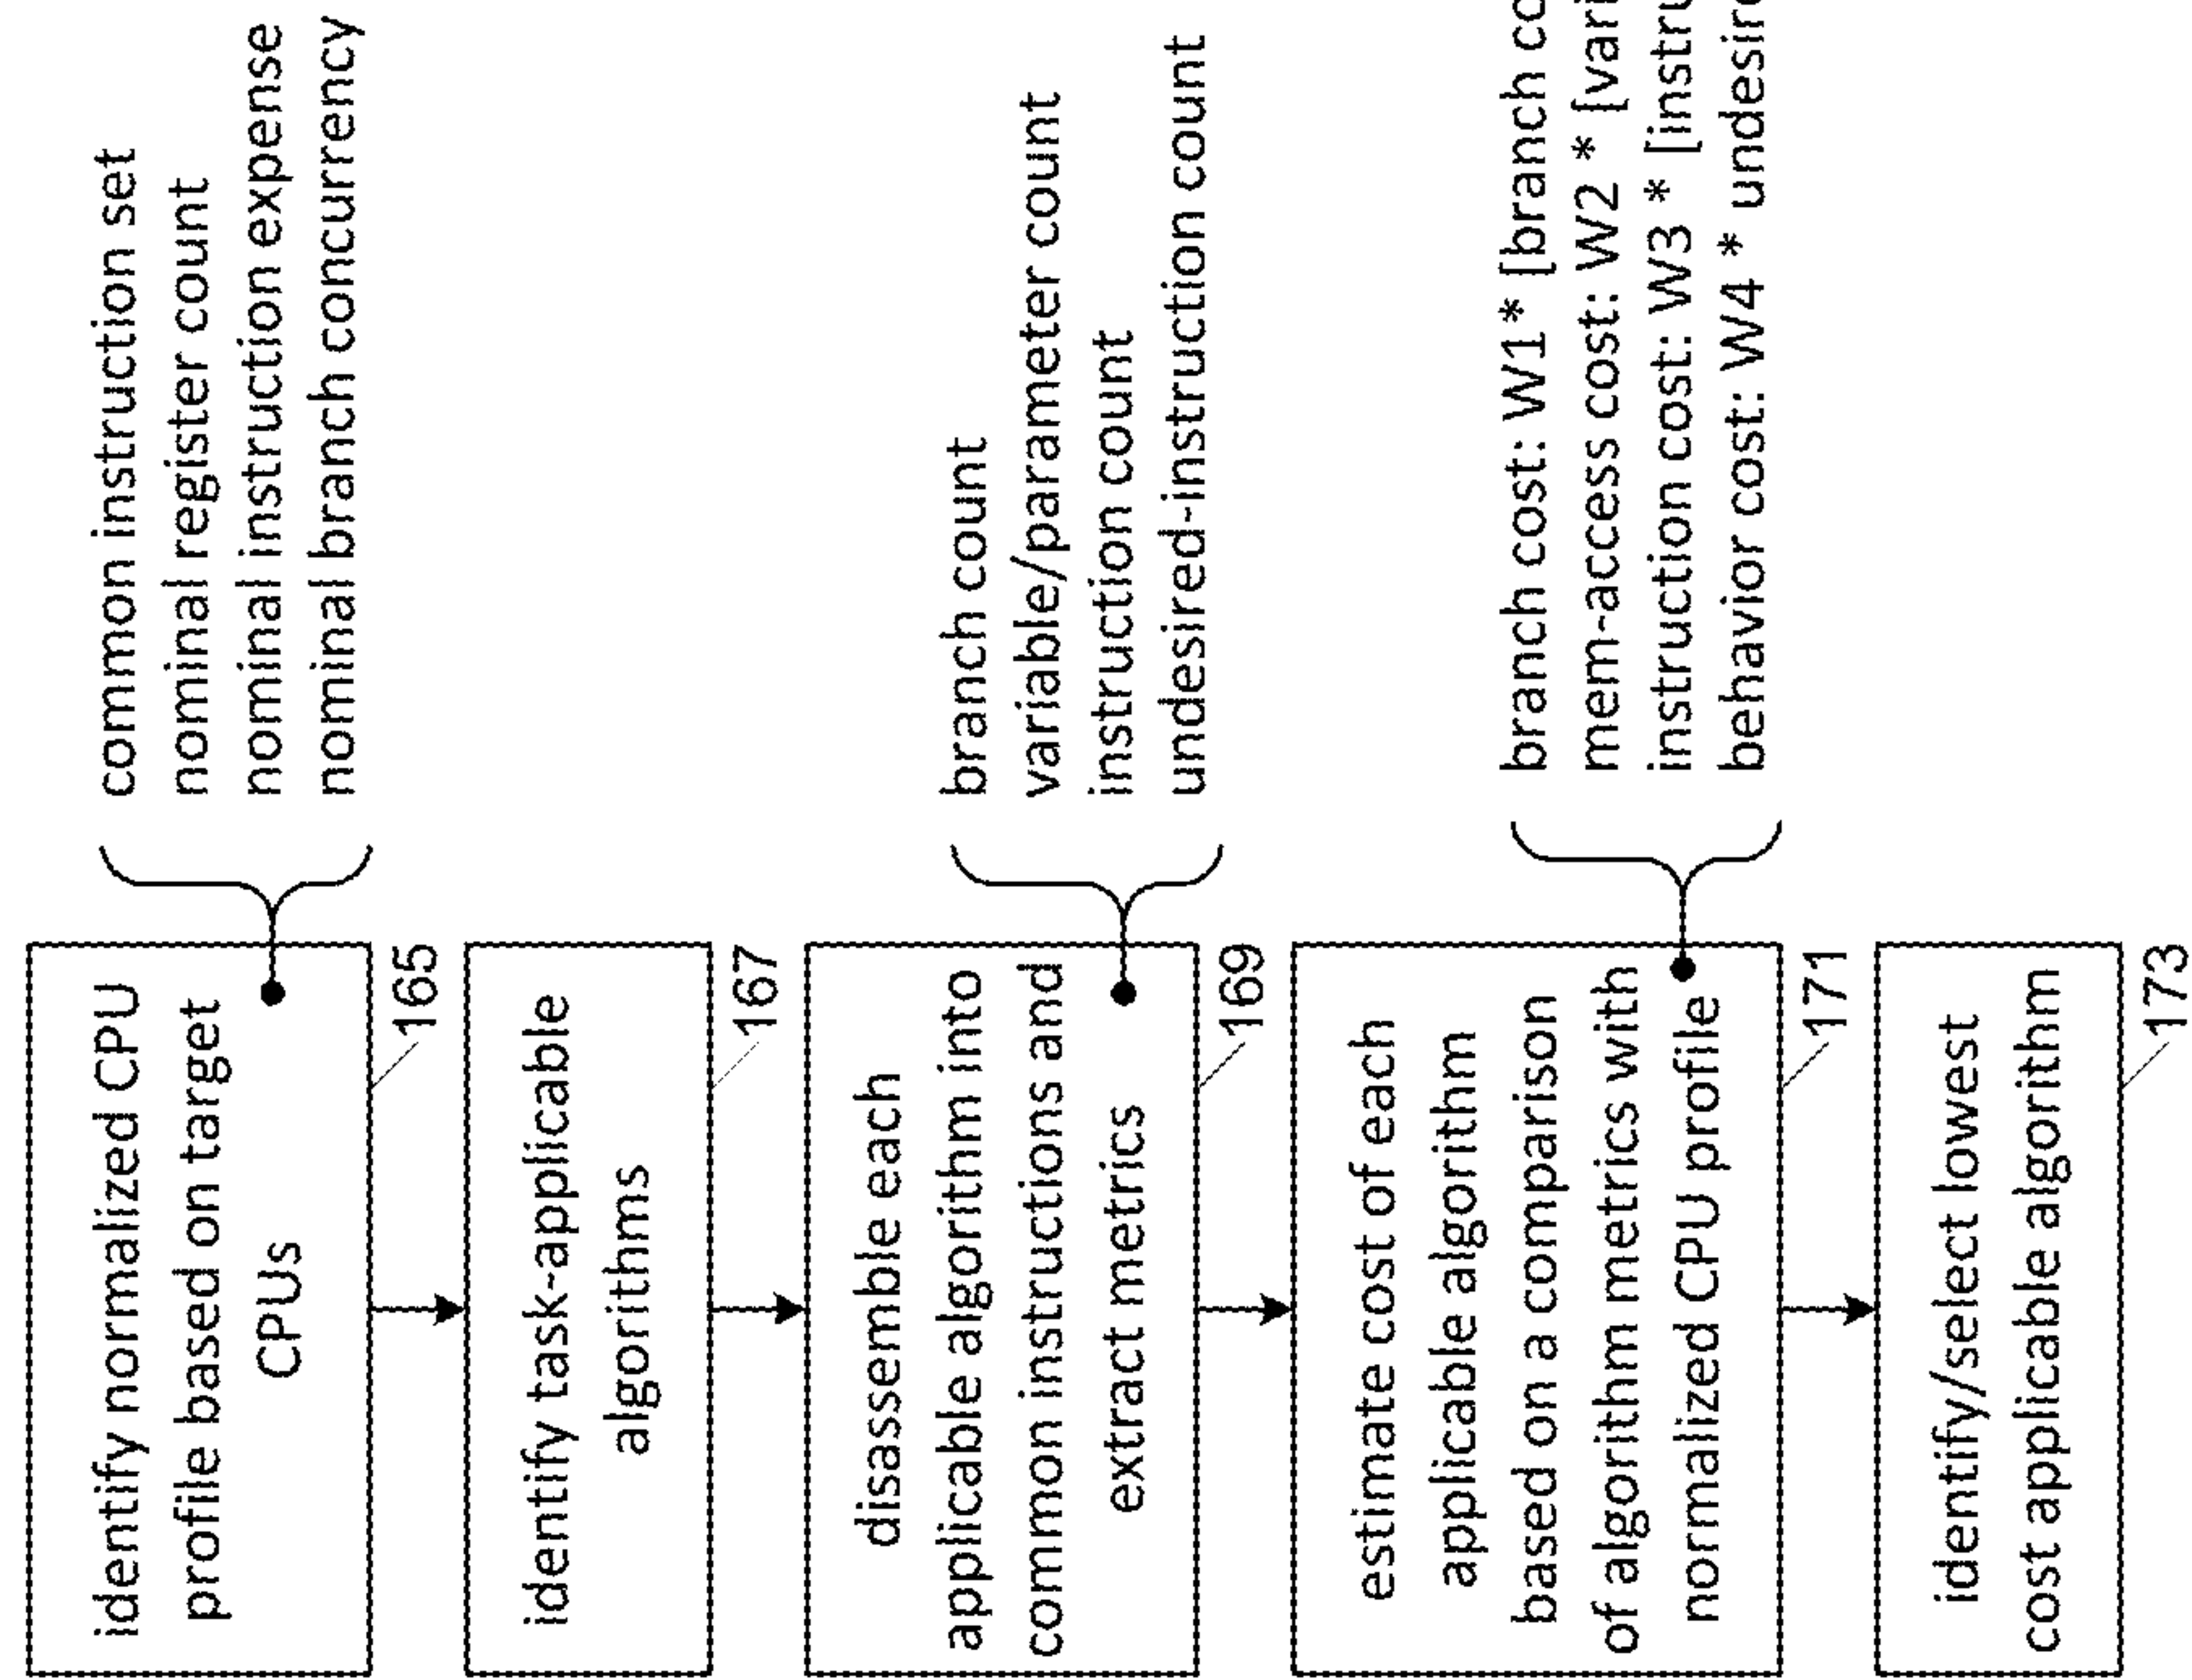 identify normalized CPU
profile based on target
CPUs
165
common instruction set
nominal register count
nominal instruction expense
nominal branch concurrency
identify task-applicable
algorithms
167
disassemble each
applicable algorithm into
common instructions and
extract metrics
169
branch count
variable/parameter count
instruction count
undesired-instruction count
estimate cost of each
applicable algorithm
based on a comparison
of algorithm metrics with
normalized CPU profile
171
branch cost: W1* [branch
mem-access cost: W2 *
instruction cost: W3 *
behavior cost: W4 *
identify/select lowest
cost applicable algorithm
173